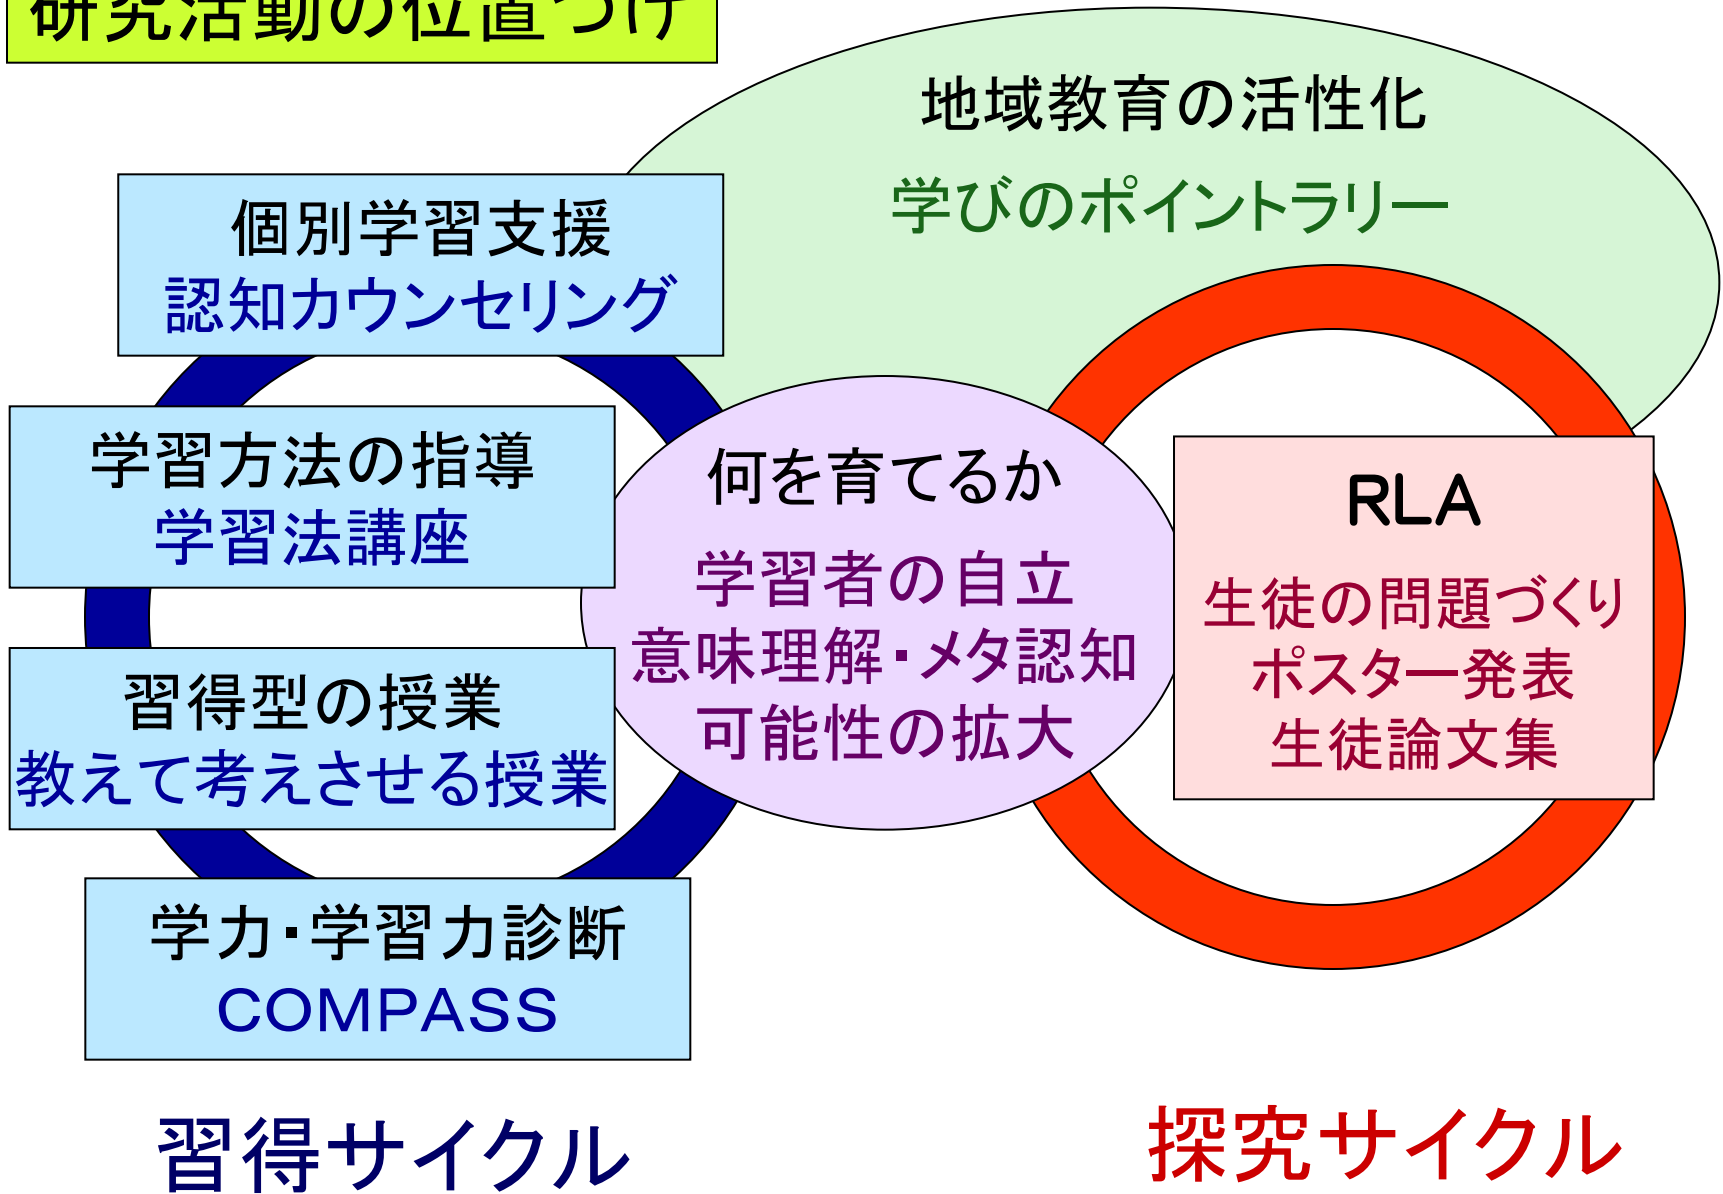 研究活動の位置づけ
地域教育の活性化
学びのポイントラリー
個別学習支援
認知カウンセリング
学習方法の指導
学習法講座
習得型の授業
教えて考えさせる授業
学力・学習力診断
COMPASS
何を育てるか
学習者の自立
意味理解・メタ認知
可能性の拡大
RLA
生徒の問題づくり
ポスター発表
生徒論文集
習得サイクル
探究サイクル